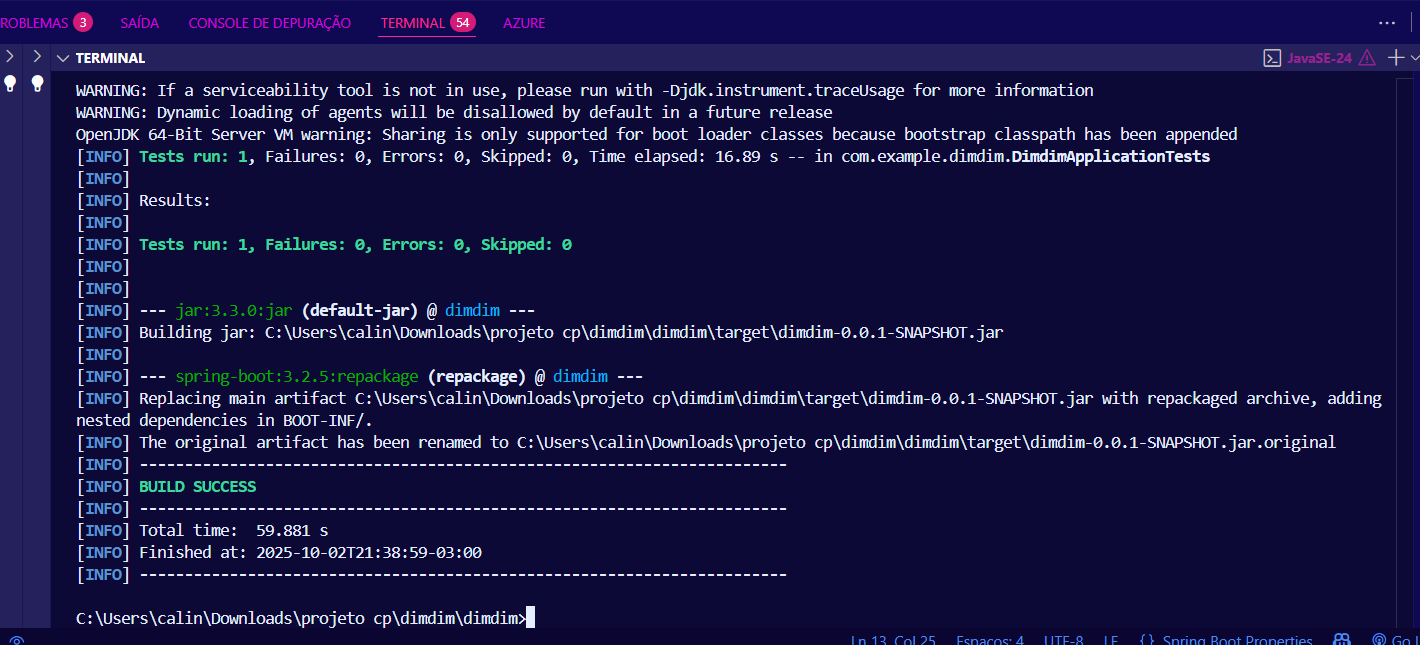 ROBLEMAS 3 SAÍDA CONSOLE DE DEPURAÇÃO TERMINAL 54 AZURE ...
TERMINAL JavaSE-24
WARNING: If a serviceability tool is not in use, please run with -Djdk.instrument.traceUsage for more information
WARNING: Dynamic loading of agents will be disallowed by default in a future release
OpenJDK 64-Bit Server VM warning: Sharing is only supported for boot loader classes because bootstrap classpath has been appended
[INFO] Tests run: 1, Failures: 0, Errors: 0, Skipped: 0, Time elapsed: 16.89 s -- in com.example.dimdim.DimdimApplicationTests
[INFO]
[INFO] Results:
[INFO]
[INFO] Tests run: 1, Failures: 0, Errors: 0, Skipped: 0
[INFO]
[INFO]
[INFO] --- jar:3.3.0:jar (default-jar) @ dimdim ---
[INFO] Building jar: C:\Users\calin\Downloads\projeto cp\dimdim\dimdim\target\dimdim-0.0.1-SNAPSHOT.jar
[INFO]
[INFO] --- spring-boot:3.2.5:repackage (repackage) @ dimdim ---
[INFO] Replacing main artifact C:\Users\calin\Downloads\projeto cp\dimdim\dimdim\target\dimdim-0.0.1-SNAPSHOT.jar with repackaged archive, adding
nested dependencies in BOOT-INF/.
[INFO] The original artifact has been renamed to C:\Users\calin\Downloads\projeto cp\dimdim\dimdim\target\dimdim-0.0.1-SNAPSHOT.jar.original
[INFO] ------------------------------------------------------------------------
[INFO] BUILD SUCCESS
[INFO] ------------------------------------------------------------------------
[INFO] Total time:  59.881 s
[INFO] Finished at: 2025-10-02T21:38:59-03:00
[INFO] ------------------------------------------------------------------------
C:\Users\calin\Downloads\projeto cp\dimdim\dimdim>
Ln 13, Col 25 Espaços: 4 UTF-8 LF {} Spring Boot Properties Go